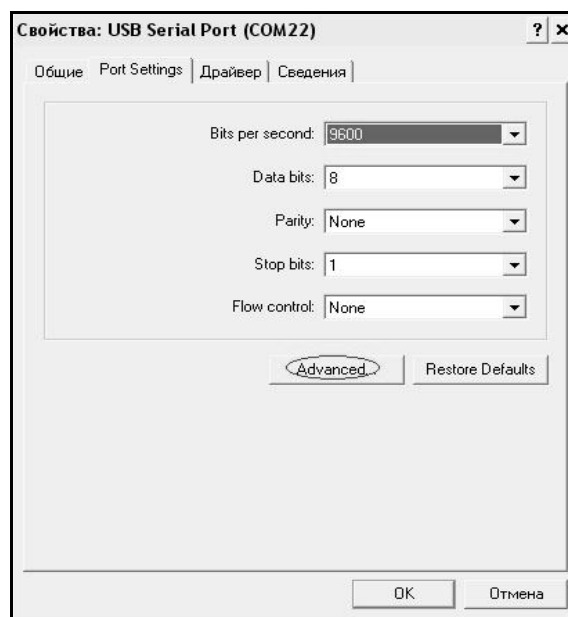 Свойства: USB Serial Port (COM22)
Общие Port Settings Драйвер Сведения
Bits per second: 9600
Data bits: 8
Parity: None
Stop bits: 1
Flow control: None
Advanced... Restore Defaults
OK Отмена